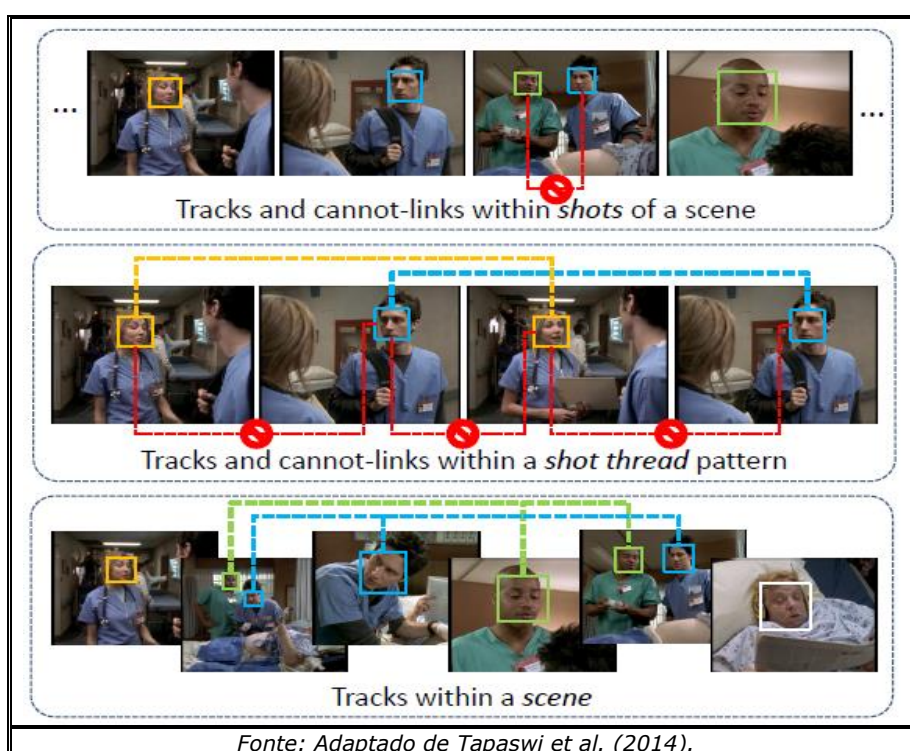 ... ...
Tracks and cannot-links within shots of a scene
Tracks and cannot-links within a shot thread pattern
Tracks within a scene
Fonte: Adaptado de Tapaswi et al. (2014).